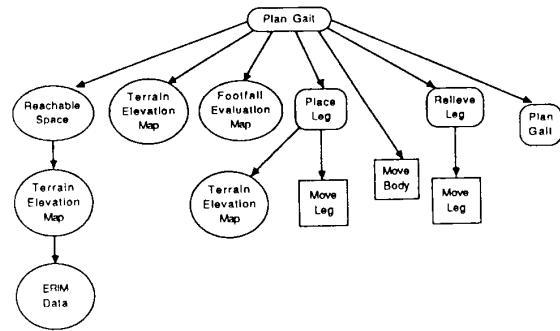 Plan Gait
Reachable
Space
Terrain
Elevation
Map
Footfall
Evaluation
Map
Place
Leg
Relieve
Leg
Plan
Gait
Terrain
Elevation
Map
Terrain
Elevation
Map
Move
Leg
Move
Body
Move
Leg
ERIM
Data